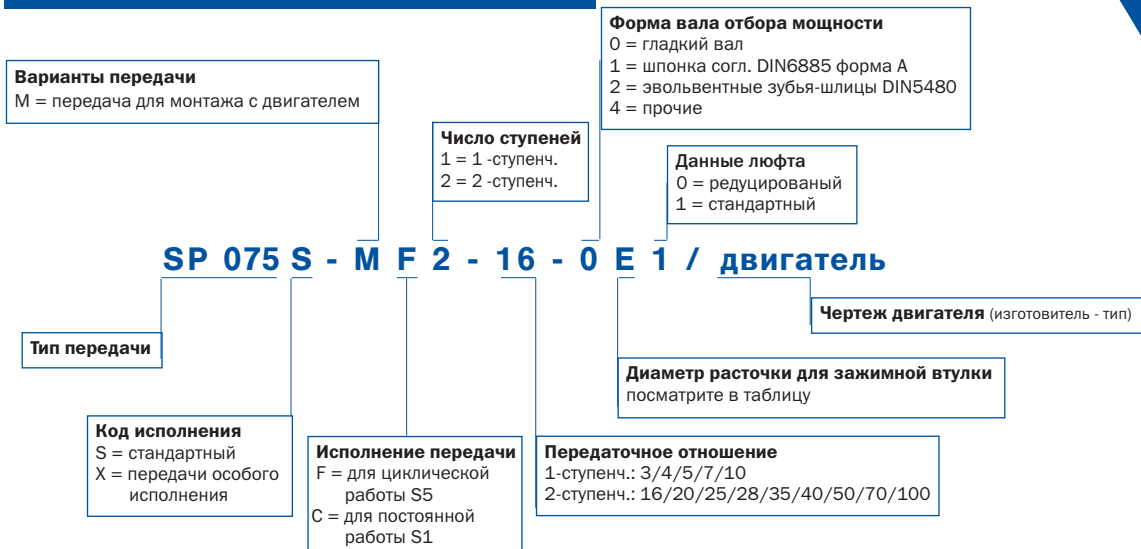 Форма вала отбора мощности
0 = гладкий вал
1 = шпонка согл. DIN6885 форма A
2 = эвольвентные зубья-шлицы DIN5480
4 = прочие
Варианты передачи
M = передача для монтажа с двигателем
Число ступеней
1 = 1 -ступенч.
2 = 2 -ступенч.
Данные люфта
0 = редуцированый
1 = стандартный
SP 075 S - M F 2 - 16 - 0 E 1 / двигатель
Чертеж двигателя (изготовитель - тип)
Тип передачи
Диаметр расточки для зажимной втулки
посматрите в таблицу
Код исполнения
S = стандартный
X = передачи особого
исполнения
Исполнение передачи
F = для циклической
работы S5
C = для постоянной
работы S1
Передаточное отношение
1-ступенч.: 3/4/5/7/10
2-ступенч.: 16/20/25/28/35/40/50/70/100